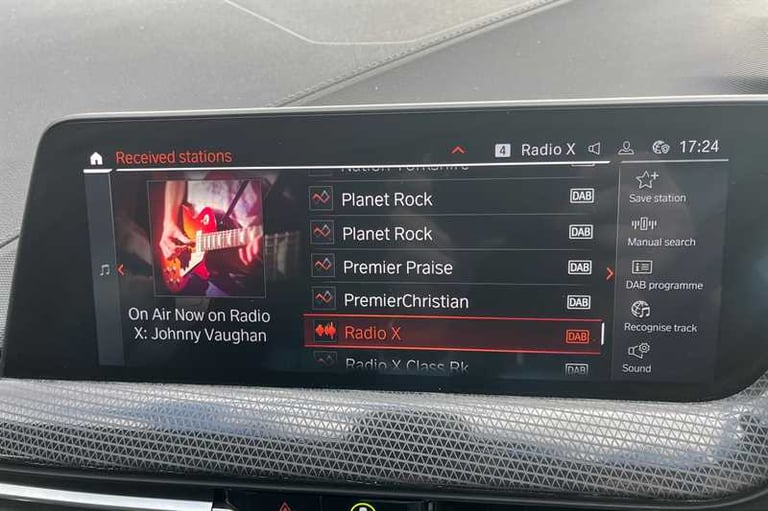 Received stations
4 Radio X
17:24
Nation Yorkshire
Planet Rock DAB
Planet Rock DAB
Premier Praise DAB
PremierChristian DAB
Radio X DAB
Radio X Class Rk DAB
On Air Now on Radio
X: Johnny Vaughan
Save station
Manual search
DAB programme
Recognise track
Sound